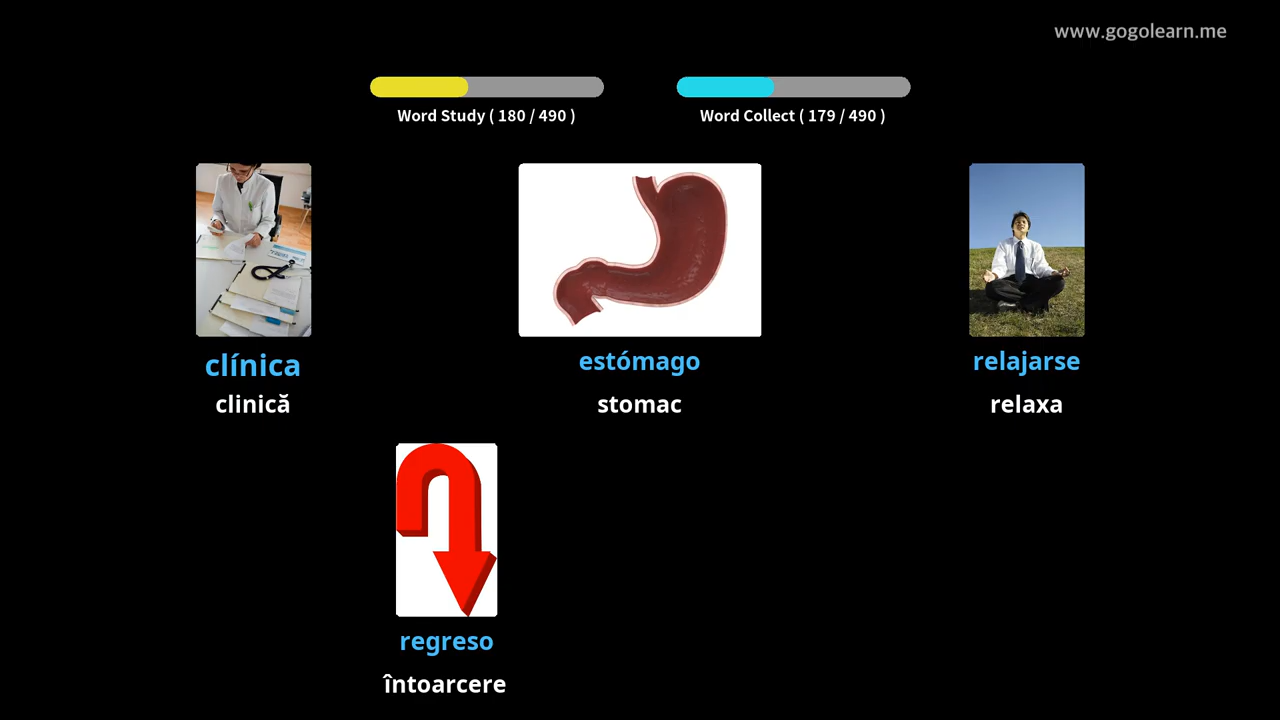 www.gogolearn.me
Word Study ( 180 / 490 )
Word Collect ( 179 / 490 )
clínica
clinică
estómago
stomac
relajarse
relaxa
regreso
întoarcere